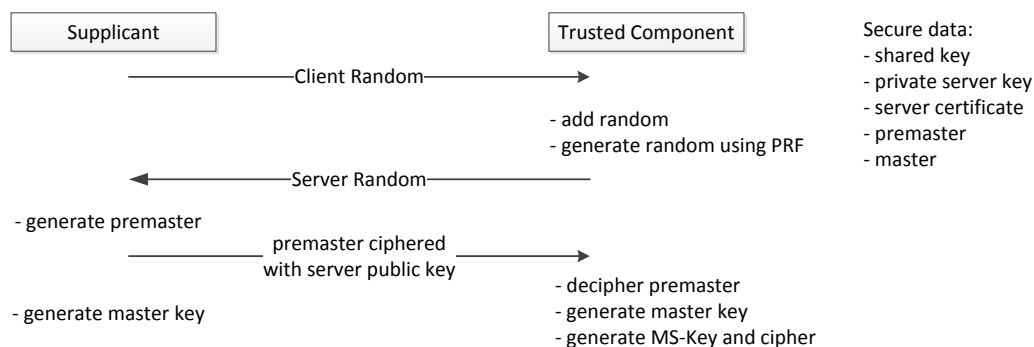 Supplicant
Trusted Component
Secure data:
- shared key
- private server key
- server certificate
- premaster
- master
Client Random
- add random
- generate random using PRF
Server Random
- generate premaster
premaster ciphered
with server public key
- decipher premaster
- generate master key
- generate master key
- generate MS-Key and cipher